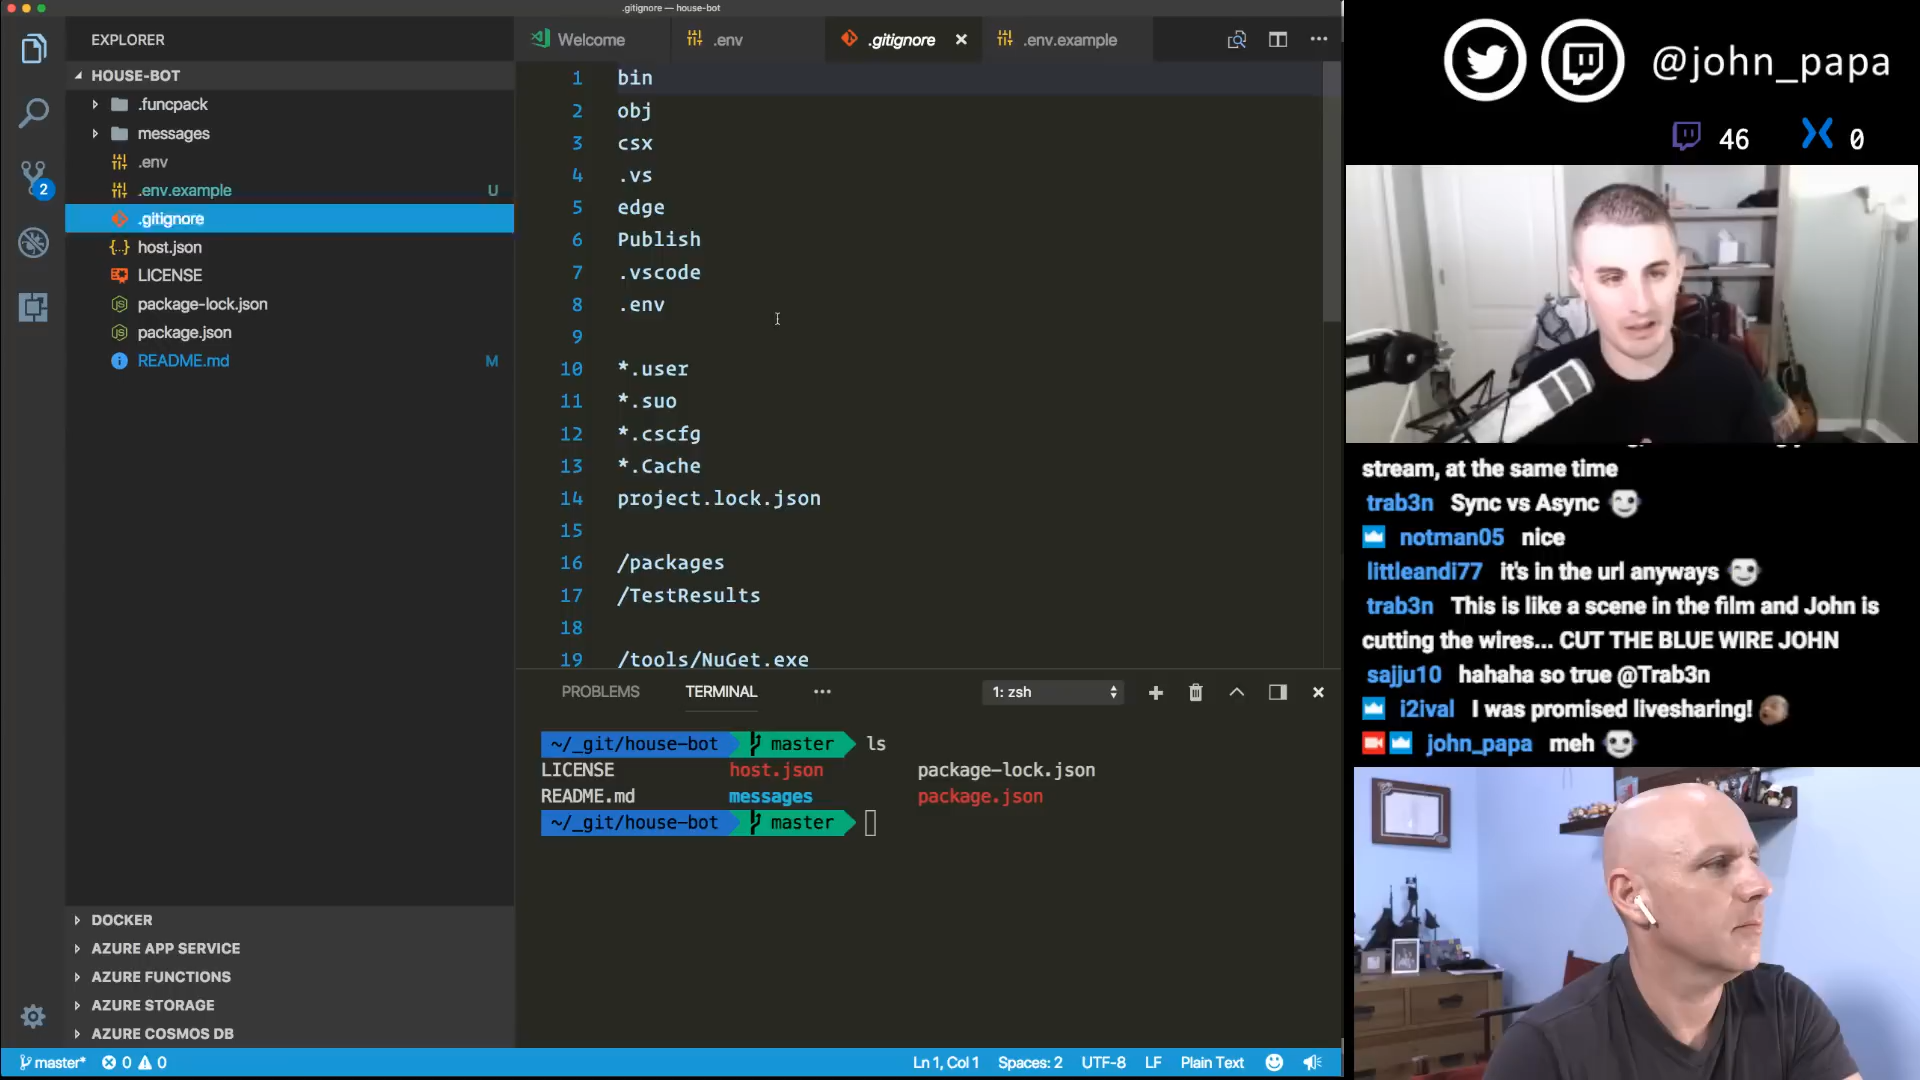 .gitignore — house-bot
EXPLORER
HOUSE-BOT
.funcpack
messages
.env
.env.example U
.gitignore
host.json
LICENSE
package-lock.json
package.json
README.md M
2
DOCKER
AZURE APP SERVICE
AZURE FUNCTIONS
AZURE STORAGE
AZURE COSMOS DB
Welcome
.env
.gitignore
.env.example
1 bin
2 obj
3 csx
4 .vs
5 edge
6 Publish
7 .vscode
8 .env
9
10 *.user
11 *.suo
12 *.cscfg
13 *.Cache
14 project.lock.json
15
16 /packages
17 /TestResults
18
19 /tools/NuGet.exe
PROBLEMS TERMINAL ••• 1: zsh
~/_git/house-bot master ls
LICENSE host.json package-lock.json
README.md messages package.json
~/_git/house-bot master
master* 0 0 Ln 1, Col 1 Spaces: 2 UTF-8 LF Plain Text
@john_papa
46 0
stream, at the same time
trab3n Sync vs Async
notman05 nice
littleandi77 it's in the url anyways
trab3n This is like a scene in the film and John is
cutting the wires... CUT THE BLUE WIRE JOHN
sajju10 hahaha so true @Trab3n
i2ival I was promised livesharing!
john_papa meh